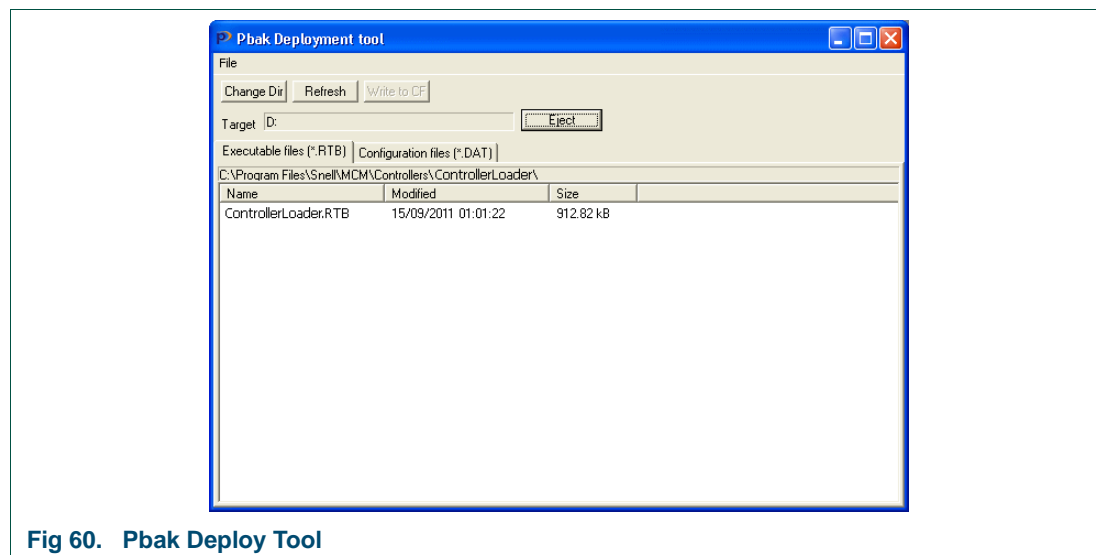 Pbak Deployment tool
File
Change Dir Refresh Write to CF
Target D: Eject
Executable files (*.RTB) Configuration files (*.DAT)
C:\Program Files\Snell\MCM\Controllers\ControllerLoader\
Name Modified Size
ControllerLoader.RTB 15/09/2011 01:01:22 912.82 kB
Fig 60. Pbak Deploy Tool